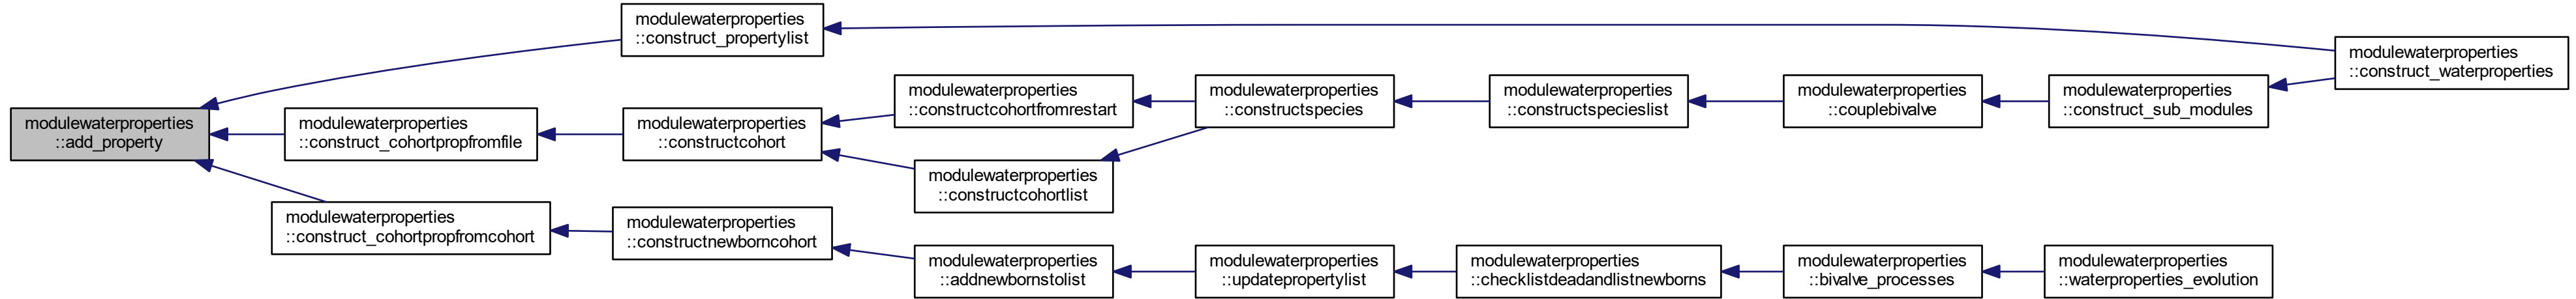 modulewaterproperties
::add_property
modulewaterproperties
::construct_propertylist
modulewaterproperties
::construct_waterproperties
modulewaterproperties
::construct_cohortpropfromfile
modulewaterproperties
::constructcohort
modulewaterproperties
::constructcohortfromrestart
modulewaterproperties
::constructspecies
modulewaterproperties
::constructspecieslist
modulewaterproperties
::couplebivalve
modulewaterproperties
::construct_sub_modules
modulewaterproperties
::constructcohortlist
modulewaterproperties
::construct_cohortpropfromcohort
modulewaterproperties
::constructnewborncohort
modulewaterproperties
::addnewbornstolist
modulewaterproperties
::updatepropertylist
modulewaterproperties
::checklistdeadandlistnewborns
modulewaterproperties
::bivalve_processes
modulewaterproperties
::waterproperties_evolution